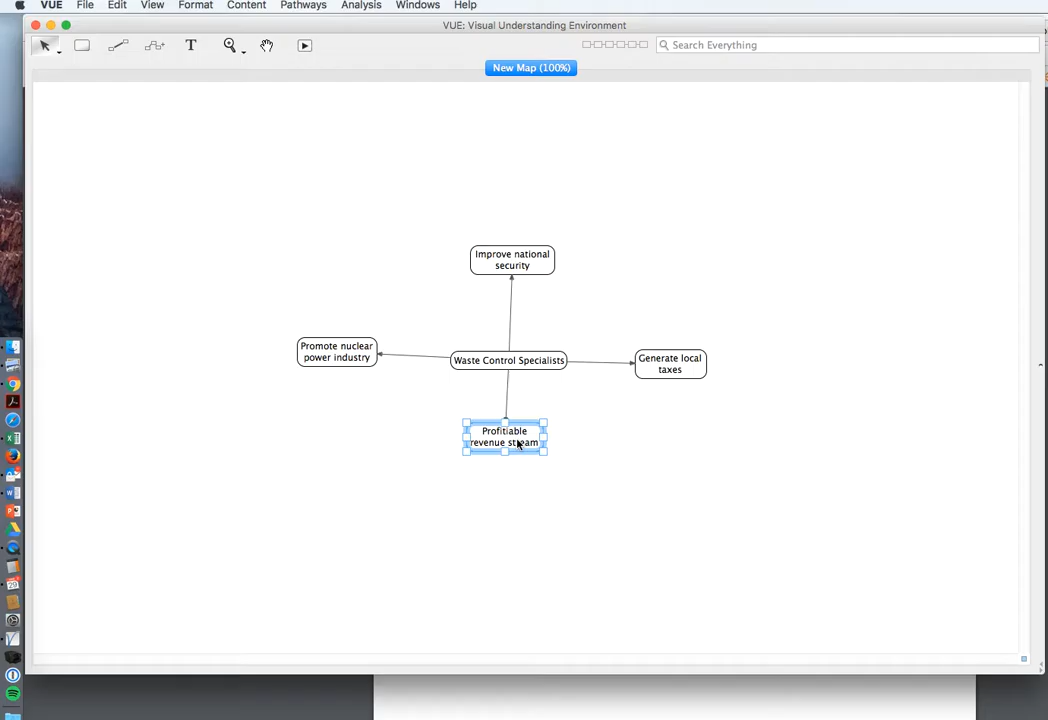 VUE File Edit View Format Content Pathways Analysis Windows Help
VUE: Visual Understanding Environment
T
Search Everything
New Map (100%)
Improve national
security
Promote nuclear
power industry
Waste Control Specialists
Generate local
taxes
Profitiable
revenue stream